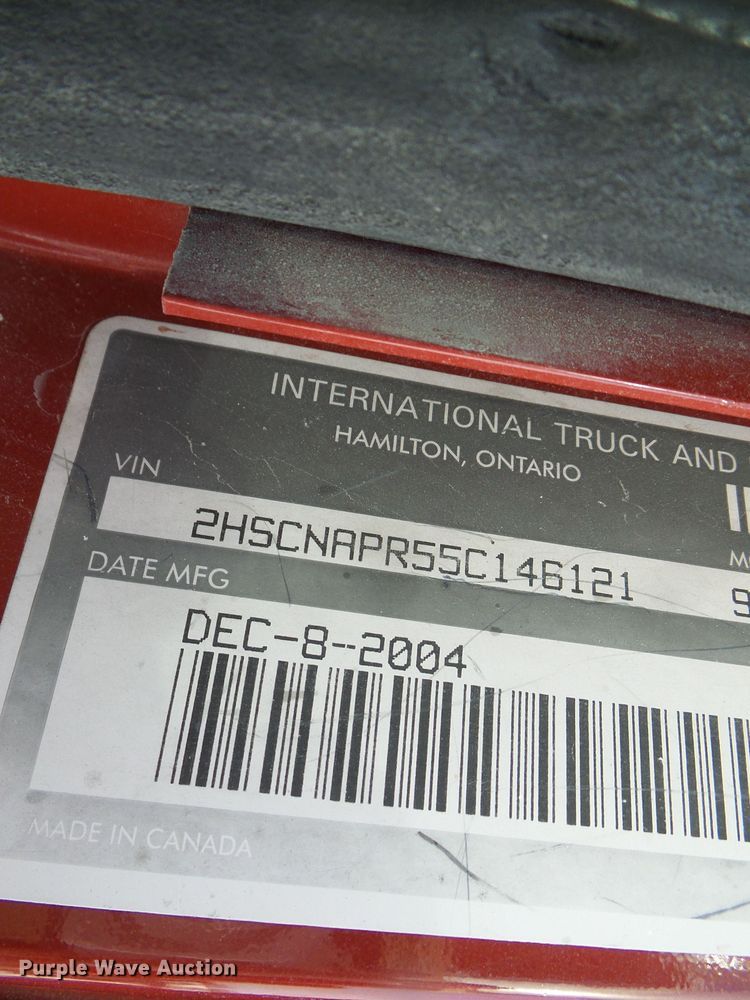 INTERNATIONAL TRUCK AND
HAMILTON, ONTARIO
VIN
2HSCNAPR55C146121
DATE MFG
DEC-8-2004
MADE IN CANADA
Purple Wave Auction